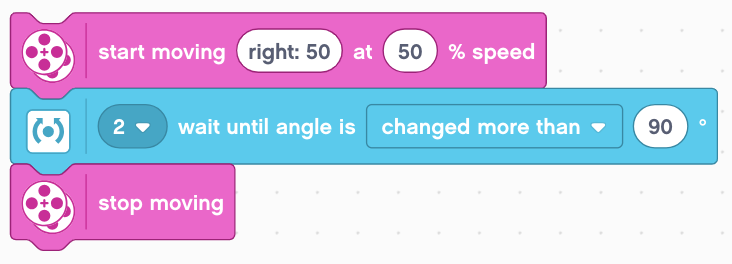 start moving right: 50 at 50 % speed
2 wait until angle is changed more than 90 °
stop moving